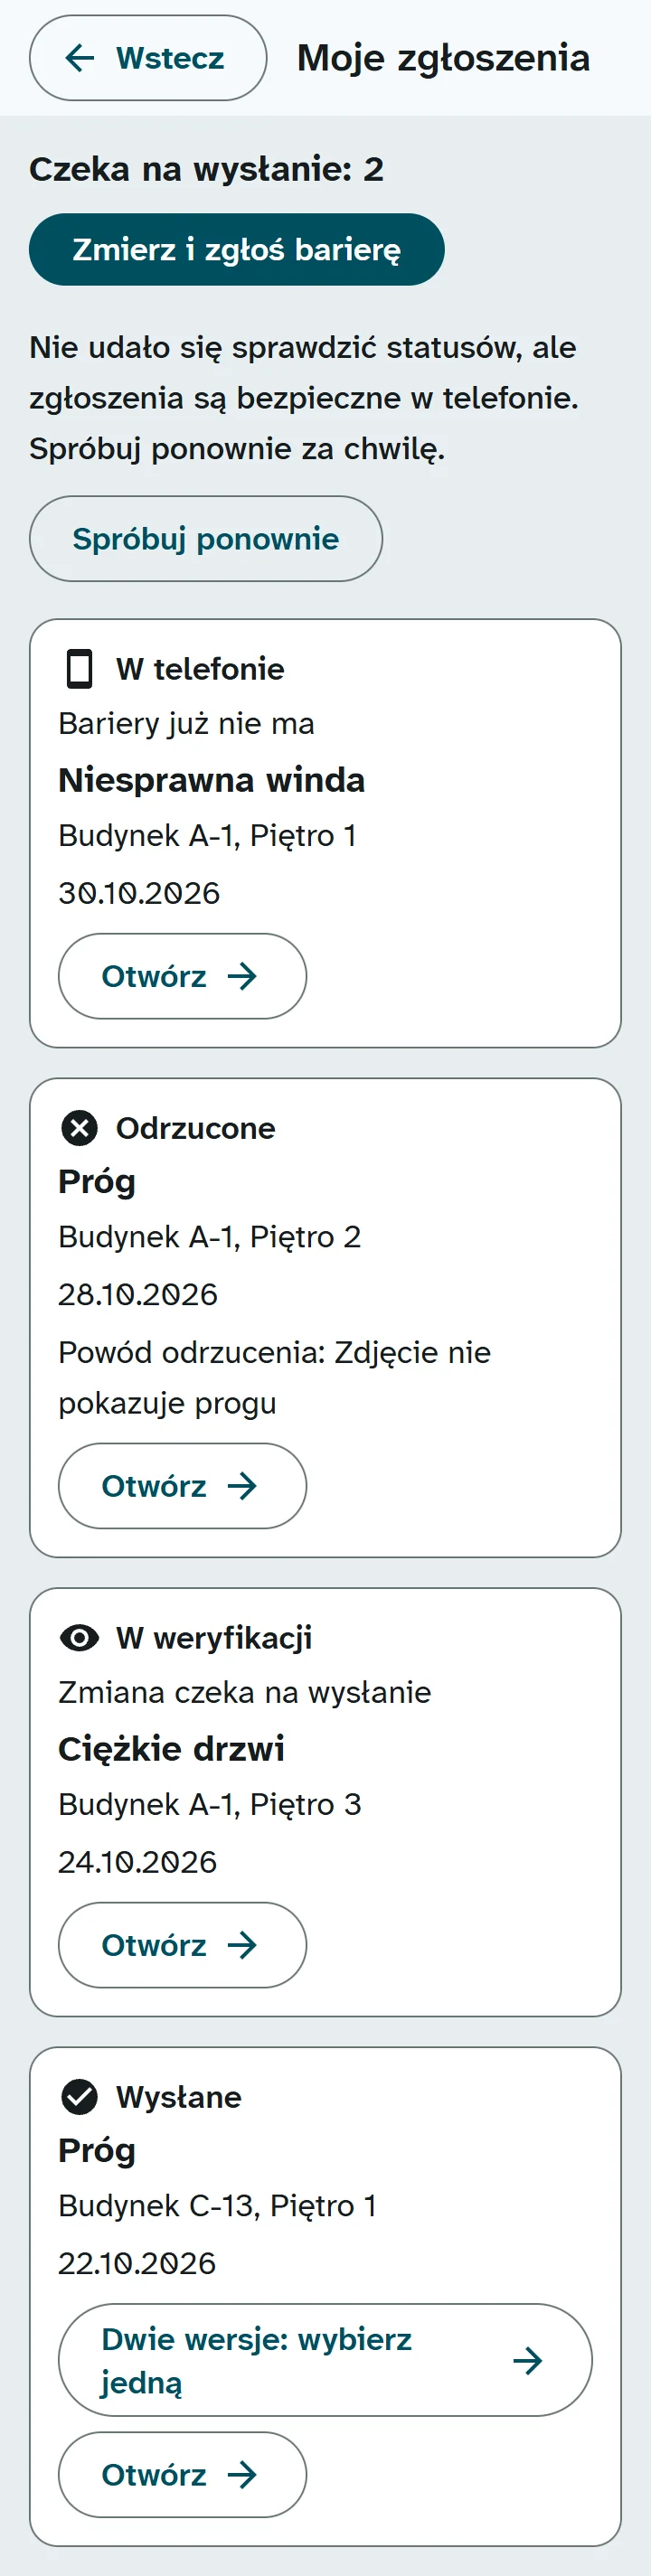 Wstecz
Moje zgłoszenia
Czeka na wysłanie: 2
Zmierz i zgłoś barierę
Nie udało się sprawdzić statusów, ale
zgłoszenia są bezpieczne w telefonie.
Spróbuj ponownie za chwilę.
Spróbuj ponownie
W telefonie
Bariery już nie ma
Niesprawna winda
Budynek A-1, Piętro 1
30.10.2026
Otwórz
Odrzucone
Próg
Budynek A-1, Piętro 2
28.10.2026
Powód odrzucenia: Zdjęcie nie
pokazuje progu
Otwórz
W weryfikacji
Zmiana czeka na wysłanie
Ciężkie drzwi
Budynek A-1, Piętro 3
24.10.2026
Otwórz
Wysłane
Próg
Budynek C-13, Piętro 1
22.10.2026
Dwie wersje: wybierz
jedną
Otwórz